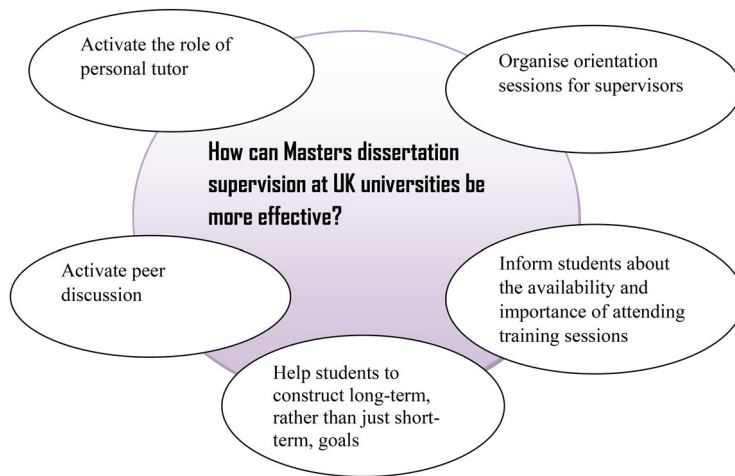 Activate the role of
personal tutor
Organise orientation
sessions for supervisors
How can Masters dissertation
supervision at UK universities be
more effective?
Activate peer
discussion
Inform students about
the availability and
importance of attending
training sessions
Help students to
construct long-term,
rather than just short-
term, goals